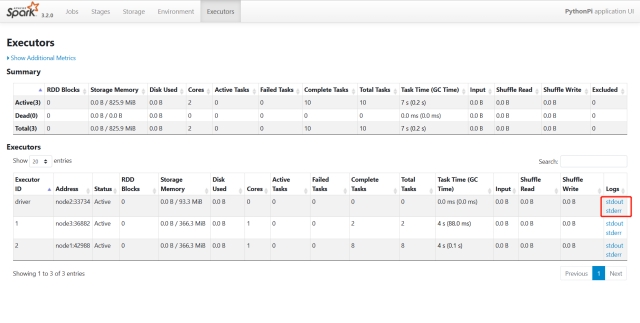 APACHE Spark 3.2.0 Jobs Stages Storage Environment Executors PythonPi application UI
Executors
Show Additional Metrics
Summary
RDD Blocks Storage Memory Disk Used Cores Active Tasks Failed Tasks Complete Tasks Total Tasks Task Time (GC Time) Input Shuffle Read Shuffle Write Excluded
Active(3) 0 0.0 B / 825.9 MiB 0.0 B 2 0 0 10 10 7 s (0.2 s) 0.0 B 0.0 B 0.0 B 0
Dead(0) 0 0.0 B / 0.0 B 0.0 B 0 0 0 0 0 0.0 ms (0.0 ms) 0.0 B 0.0 B 0.0 B 0
Total(3) 0 0.0 B / 825.9 MiB 0.0 B 2 0 0 10 10 7 s (0.2 s) 0.0 B 0.0 B 0.0 B 0
Executors
Show 20 entries Search:
Executor ID Address Status RDD Blocks Storage Memory Disk Used Cores Active Tasks Failed Tasks Complete Tasks Total Tasks Task Time (GC Time) Input Shuffle Read Shuffle Write Logs
driver node2:33734 Active 0 0.0 B / 93.3 MiB 0.0 B 0 0 0 0 0 0.0 ms (0.0 ms) 0.0 B 0.0 B 0.0 B stdout
stderr
1 node3:36882 Active 0 0.0 B / 366.3 MiB 0.0 B 1 0 0 2 2 4 s (88.0 ms) 0.0 B 0.0 B 0.0 B stdout
stderr
2 node1:42988 Active 0 0.0 B / 366.3 MiB 0.0 B 1 0 0 8 8 4 s (0.1 s) 0.0 B 0.0 B 0.0 B stdout
stderr
Showing 1 to 3 of 3 entries Previous 1 Next